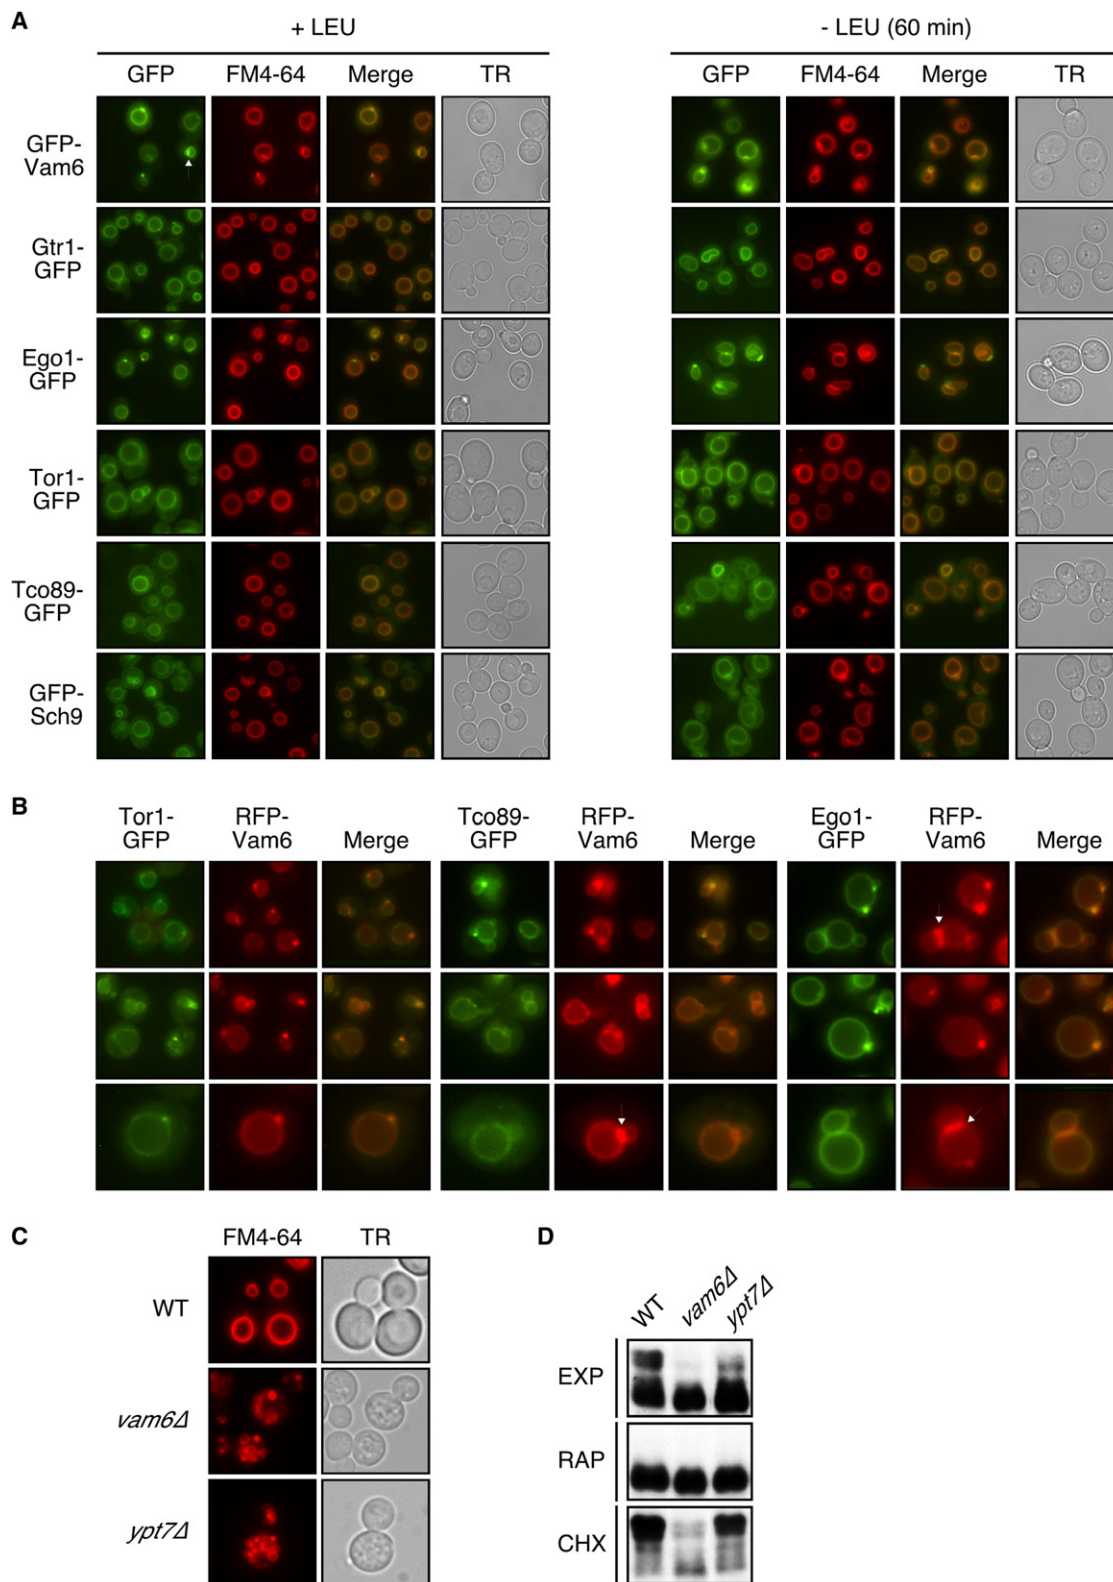 A
+ LEU
- LEU (60 min)
GFP FM4-64 Merge TR
GFP FM4-64 Merge TR
GFP-
Vam6
Gtr1-
GFP
Ego1-
GFP
Tor1-
GFP
Tco89-
GFP
GFP-
Sch9
B
Tor1- RFP- Tco89- RFP- Ego1- RFP-
GFP Vam6 Merge GFP Vam6 Merge GFP Vam6 Merge
C
FM4-64 TR
WT
vam6Δ
ypt7Δ
D
WT vam6Δ ypt7Δ
EXP
RAP
CHX